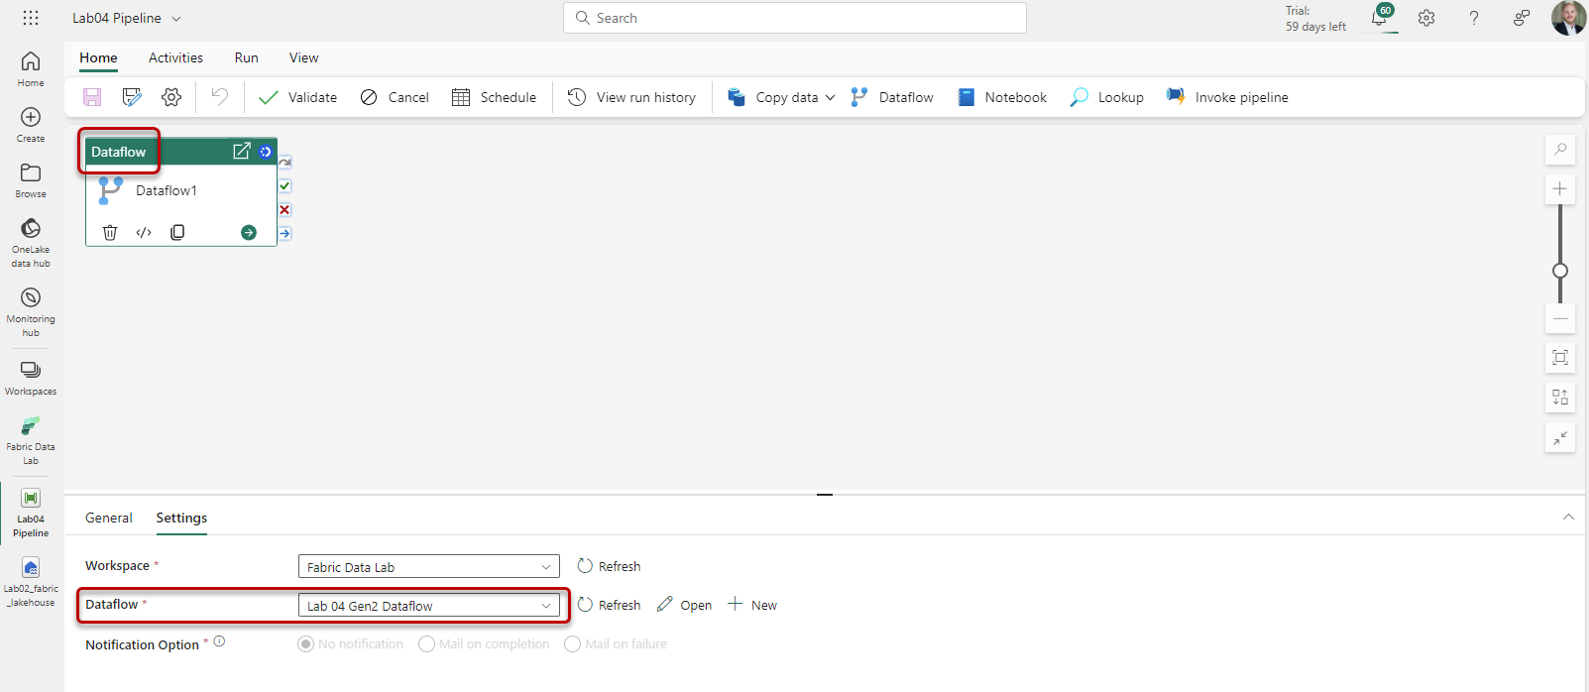 Lab04 Pipeline
Search
Trial:
59 days left
60
Home
Create
Browse
OneLake
data hub
Monitoring
hub
Workspaces
Fabric Data
Lab
Lab04
Pipeline
Lab02_fabric
_lakehouse
Home Activities Run View
Validate Cancel Schedule View run history Copy data Dataflow Notebook Lookup Invoke pipeline
Dataflow
Dataflow1
General Settings
Workspace * Fabric Data Lab Refresh
Dataflow * Lab 04 Gen2 Dataflow Refresh Open New
Notification Option * No notification Mail on completion Mail on failure